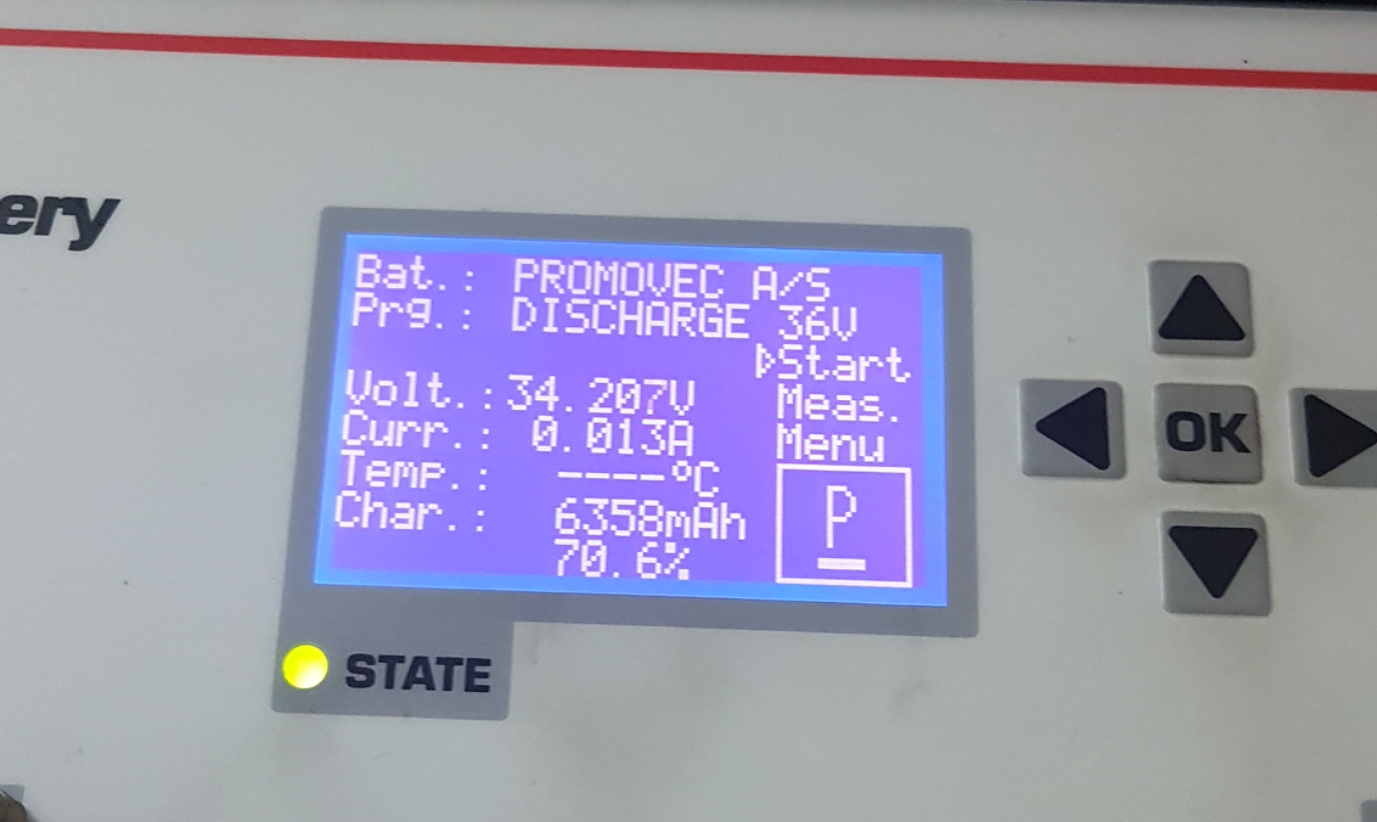 ery
Bat.: PROMOVEC A/S
Prg.: DISCHARGE 36V
Start
Volt.:34.207V
Meas.
Curr.: 0.013A
Menu
Temp.: ----°C
Char.: 6358mAh
70.6%
P
STATE
OK